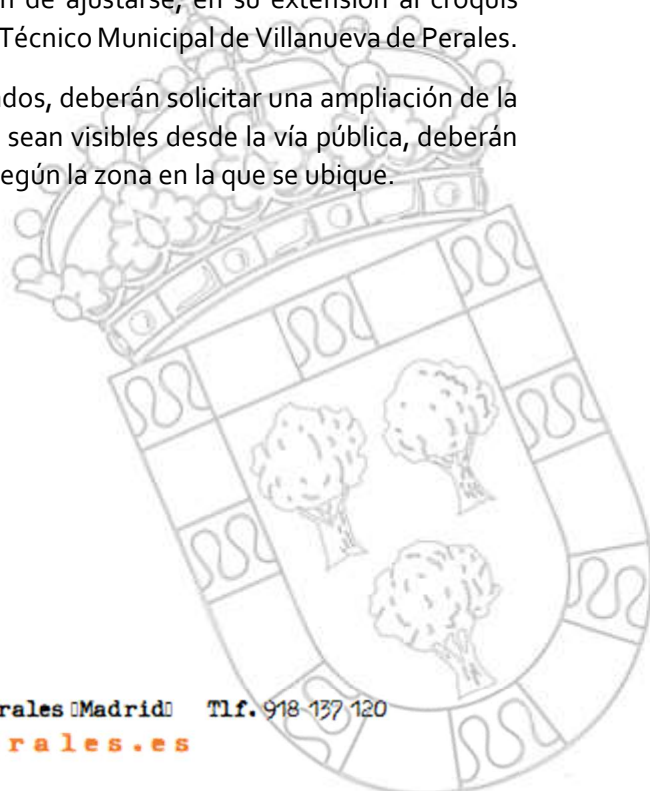 n de ajustarse, en su extensión al croquis
Técnico Municipal de Villanueva de Perales.
dos, deberán solicitar una ampliación de la
sean visibles desde la vía pública, deberán
egún la zona en la que se ubique.
rales ▯Madrid▯ Tlf. 918 137 120
rales.es